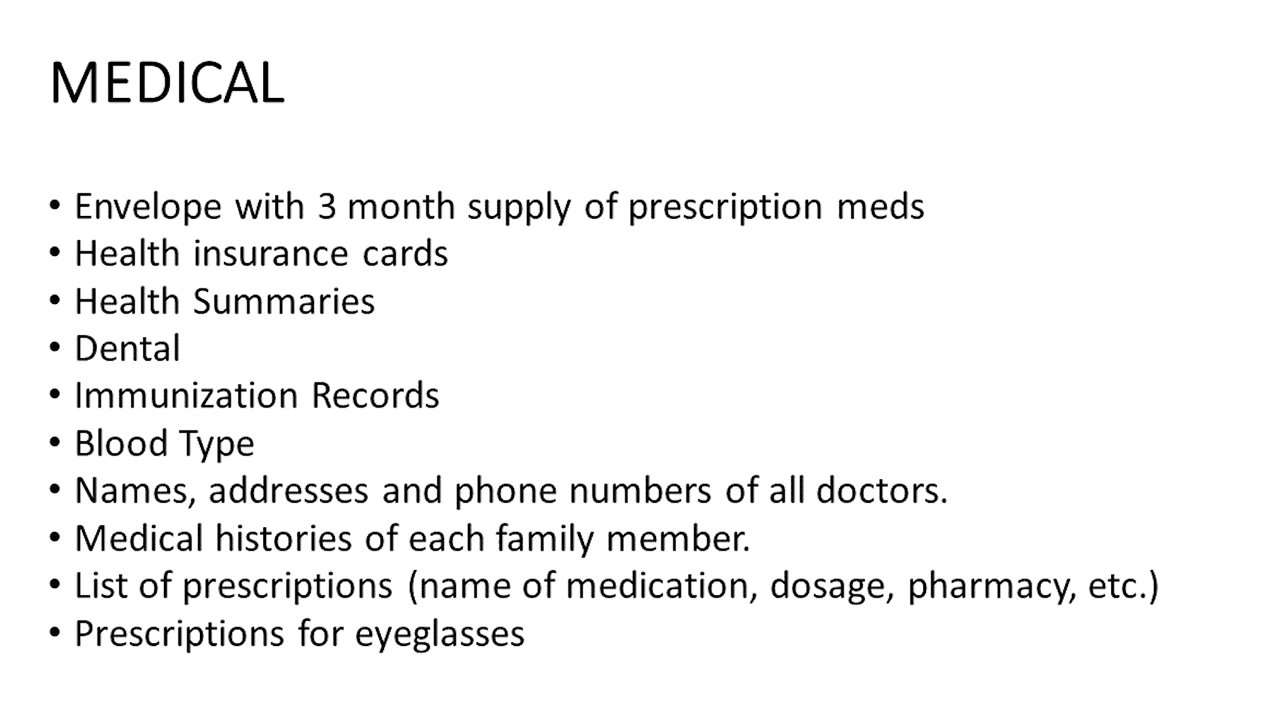 MEDICAL
• Envelope with 3 month supply of prescription meds
• Health insurance cards
• Health Summaries
• Dental
• Immunization Records
• Blood Type
• Names, addresses and phone numbers of all doctors.
• Medical histories of each family member.
• List of prescriptions (name of medication, dosage, pharmacy, etc.)
• Prescriptions for eyeglasses